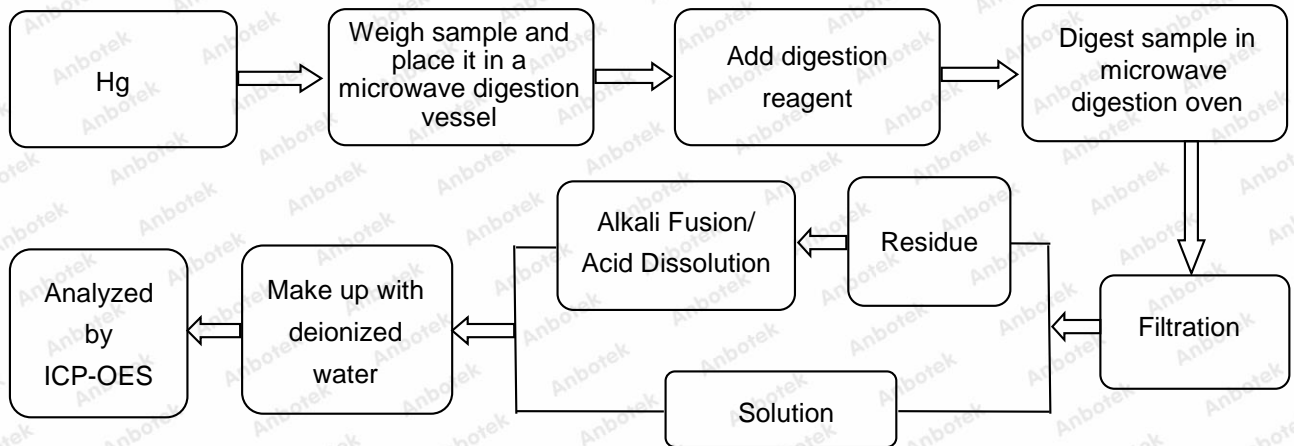 Hg
Weigh sample and
place it in a
microwave digestion
vessel
Add digestion
reagent
Digest sample in
microwave
digestion oven
Filtration
Residue
Alkali Fusion/
Acid Dissolution
Solution
Make up with
deionized
water
Analyzed
by
ICP-OES
Anbotek